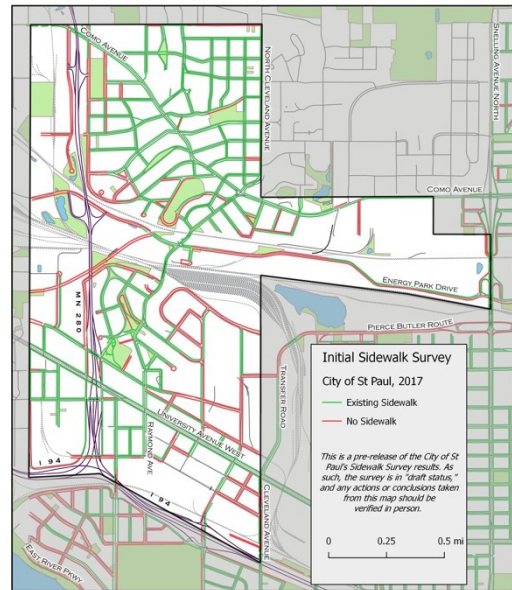 COMO AVENUE
NORTH CLEVELAND AVENUE
SNELLING AVENUE NORTH
COMO AVENUE
ENERGY PARK DRIVE
MN 280
PIERCE BUTLER ROUTE
TRANSFER ROAD
UNIVERSITY AVENUE WEST
RAYMOND AVE
I 94
I 94
CLEVELAND AVENUE
EAST RIVER PKWY
Initial Sidewalk Survey
City of St Paul, 2017
Existing Sidewalk
No Sidewalk
This is a pre-release of the City of St
Paul's Sidewalk Survey results. As
such, the survey is in "draft status,"
and any actions or conclusions taken
from this map should be
verified in person.
0 0.25 0.5 mi